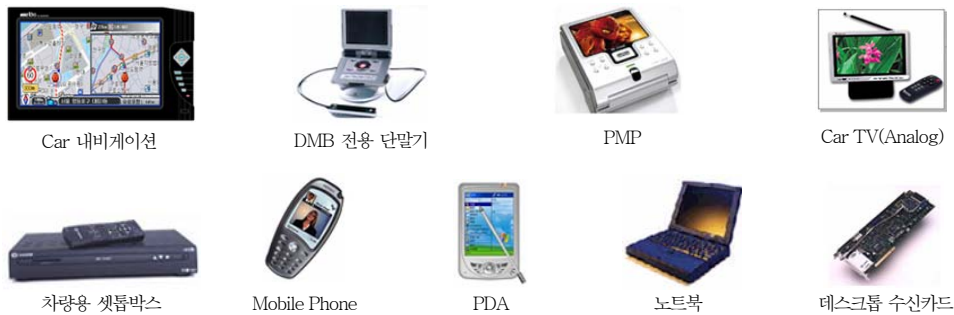 Car 내비게이션
DMB 전용 단말기
PMP
Car TV(Analog)
차량용 셋톱박스
Mobile Phone
PDA
노트북
데스크톱 수신카드